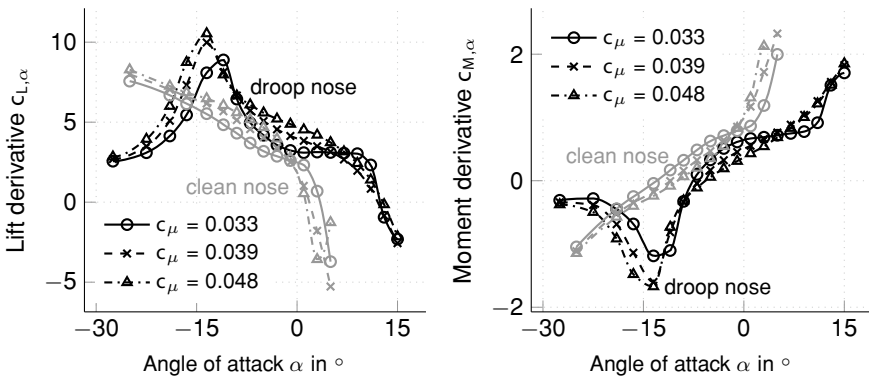 Lift derivative c_L,α
10
5
0
−5
droop nose
clean nose
c_μ = 0.033
c_μ = 0.039
c_μ = 0.048
−30 −15 0 15
Angle of attack α in °
Moment derivative c_M,α
2
0
−2
c_μ = 0.033
c_μ = 0.039
c_μ = 0.048
clean nose
droop nose
−30 −15 0 15
Angle of attack α in °